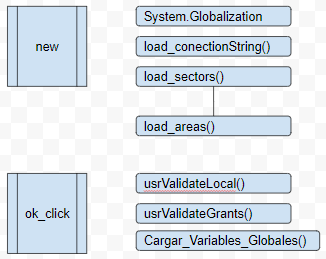 System.Globalization
new
load_conectionString()
load_sectors()
load_areas()
usrValidateLocal()
ok_click
usrValidateGrants()
Cargar_Variables_Globales()